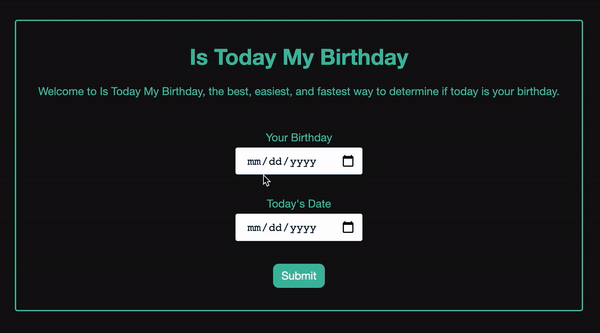 Is Today My Birthday
Welcome to Is Today My Birthday, the best, easiest, and fastest way to determine if today is your birthday.
Your Birthday
mm/dd/yyyy
Today's Date
mm/dd/yyyy
Submit